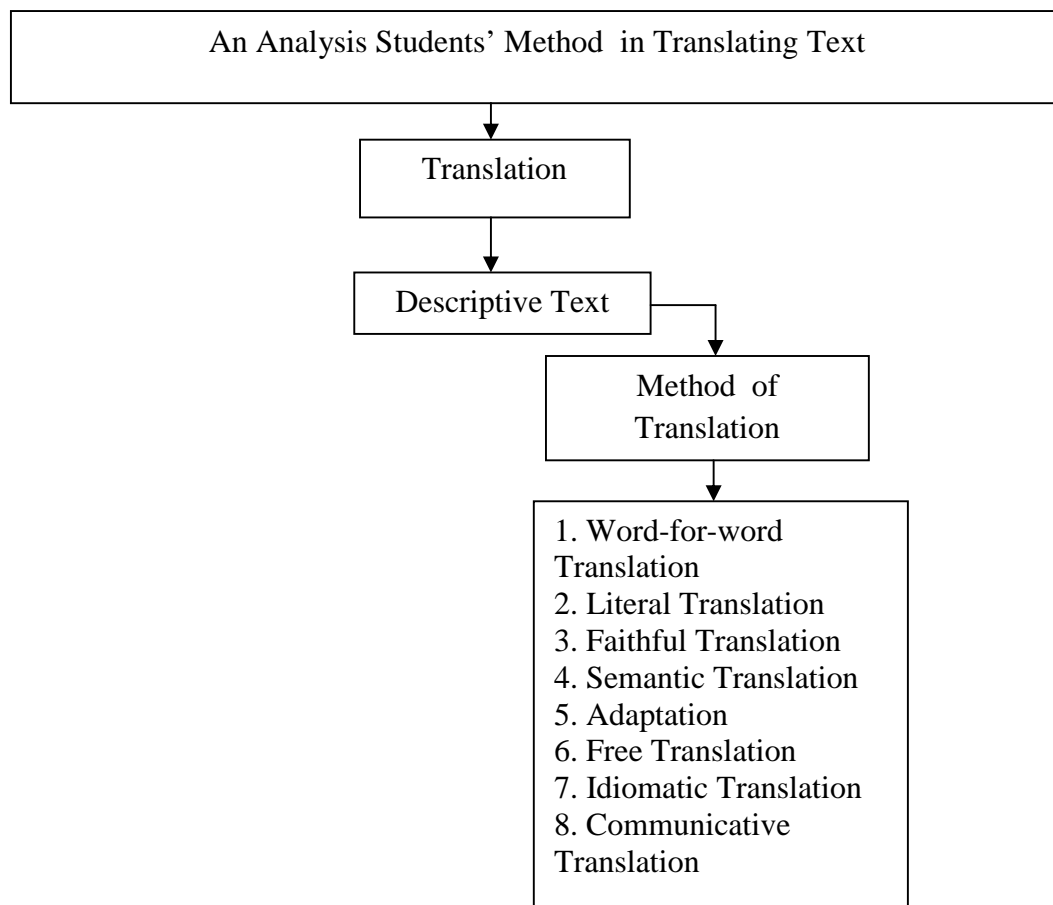 An Analysis Students’ Method in Translating Text
Translation
Descriptive Text
Method of
Translation
1. Word-for-word
Translation
2. Literal Translation
3. Faithful Translation
4. Semantic Translation
5. Adaptation
6. Free Translation
7. Idiomatic Translation
8. Communicative
Translation